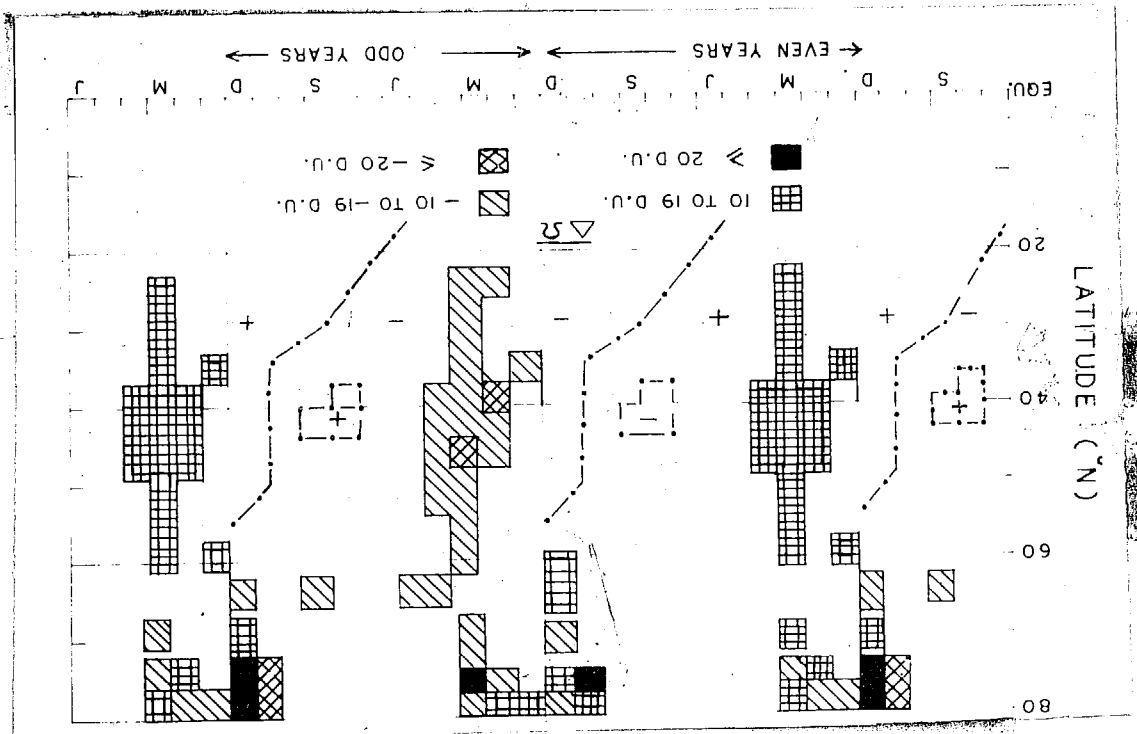 80
60
LATITUDE (°N)
40
+ − +
− + + − − +
20
ΔΩ
10 TO 19 D.U. −10 TO −19 D.U.
≥ 20 D.U. ≤ −20 D.U.
EQU. S D M J S D M J S D M J
EVEN YEARS ODD YEARS